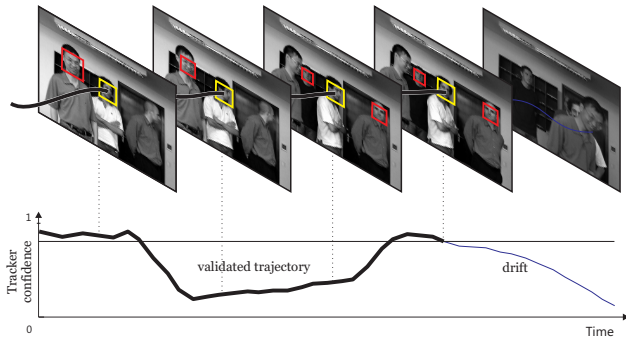 1
Tracker
confidence
validated trajectory
drift
0
Time